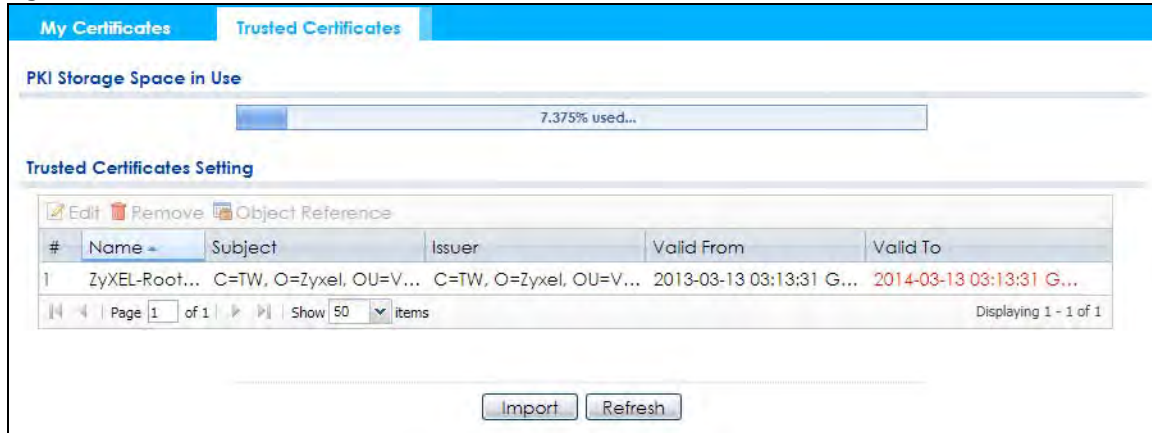 My Certificates Trusted Certificates
PKI Storage Space in Use
7.375% used...
Trusted Certificates Setting
Edit Remove Object Reference
# Name Subject Issuer Valid From Valid To
1 ZyXEL-Root... C=TW, O=Zyxel, OU=V... C=TW, O=Zyxel, OU=V... 2013-03-13 03:13:31 G... 2014-03-13 03:13:31 G...
Page 1 of 1 Show 50 items Displaying 1 - 1 of 1
Import Refresh